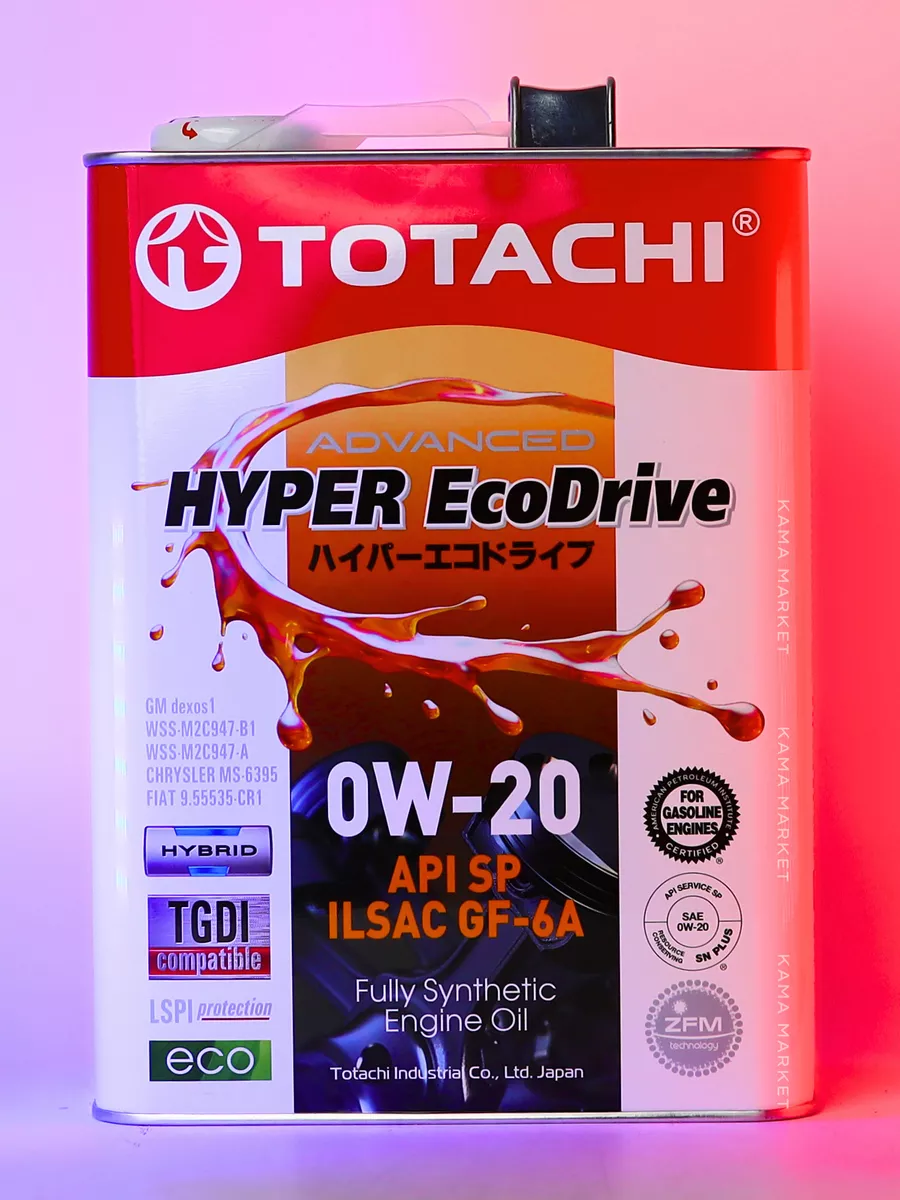 TOTACHI®
ADVANCED
HYPER EcoDrive
ハイパーエコドライブ
GM dexos1
WSS-M2C947-B1
WSS-M2C947-A
CHRYSLER MS-6395
FIAT 9.55535-CR1
HYBRID
TGDI
compatible
LSPI protection
eco
0W-20
API SP
ILSAC GF-6A
Fully Synthetic
Engine Oil
Totachi Industrial Co., Ltd. Japan
AMERICAN PETROLEUM INSTITUTE
FOR
GASOLINE
ENGINES
CERTIFIED
®
API SERVICE SP
SAE
0W-20
RESOURCE
CONSERVING
SN PLUS
®
ZFM
technology
KAMA MARKET
KAMA MARKET
KAMA MARKET